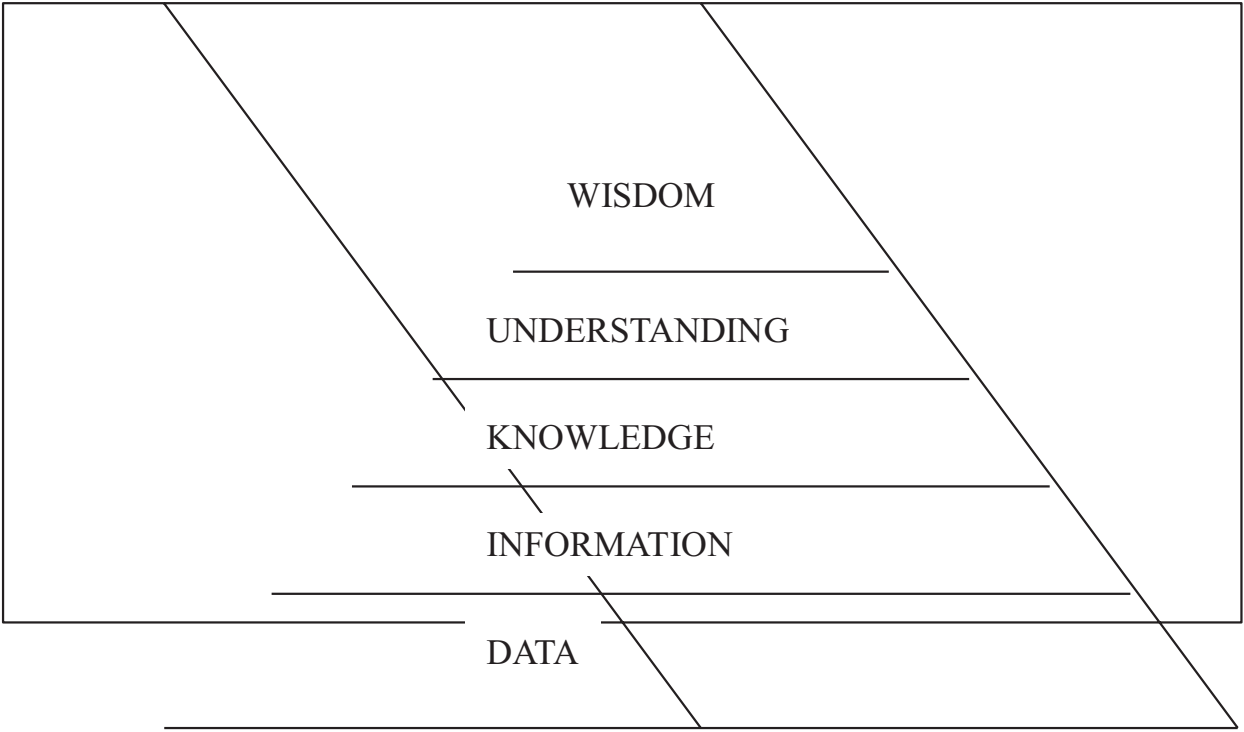 WISDOM
UNDERSTANDING
KNOWLEDGE
INFORMATION
DATA